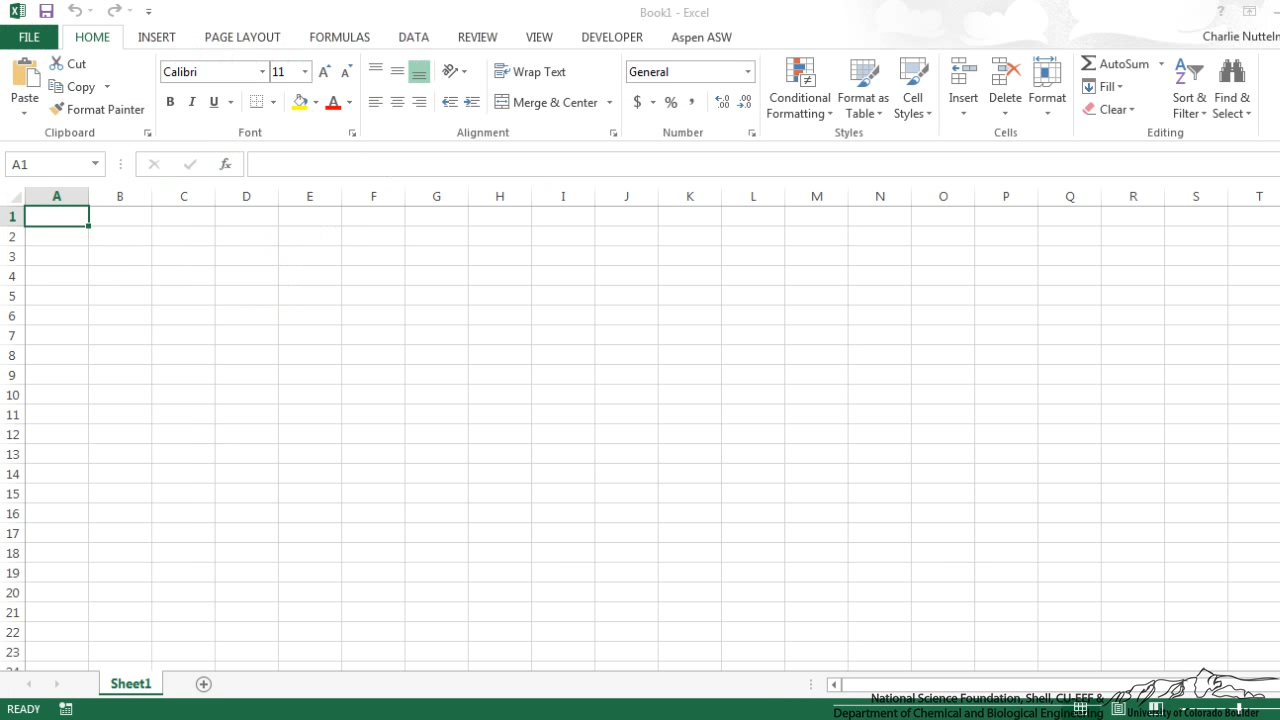 Book1 - Excel
?
FILE HOME INSERT PAGE LAYOUT FORMULAS DATA REVIEW VIEW DEVELOPER Aspen ASW
Charlie Nutteln
Paste
Cut
Copy
Format Painter
Clipboard
Calibri 11
B I U
Font
Wrap Text
Merge & Center
Alignment
General
$ % ,
Number
Conditional Formatting
Format as Table
Cell Styles
Styles
Insert
Delete
Format
Cells
AutoSum
Fill
Clear
Sort & Filter
Find & Select
Editing
A1
fx
A B C D E F G H I J K L M N O P Q R S T
1
2
3
4
5
6
7
8
9
10
11
12
13
14
15
16
17
18
19
20
21
22
23
Sheet1
READY
National Science Foundation, Shell, CU-EEF &
Department of Chemical and Biological Engineering
University of Colorado Boulder